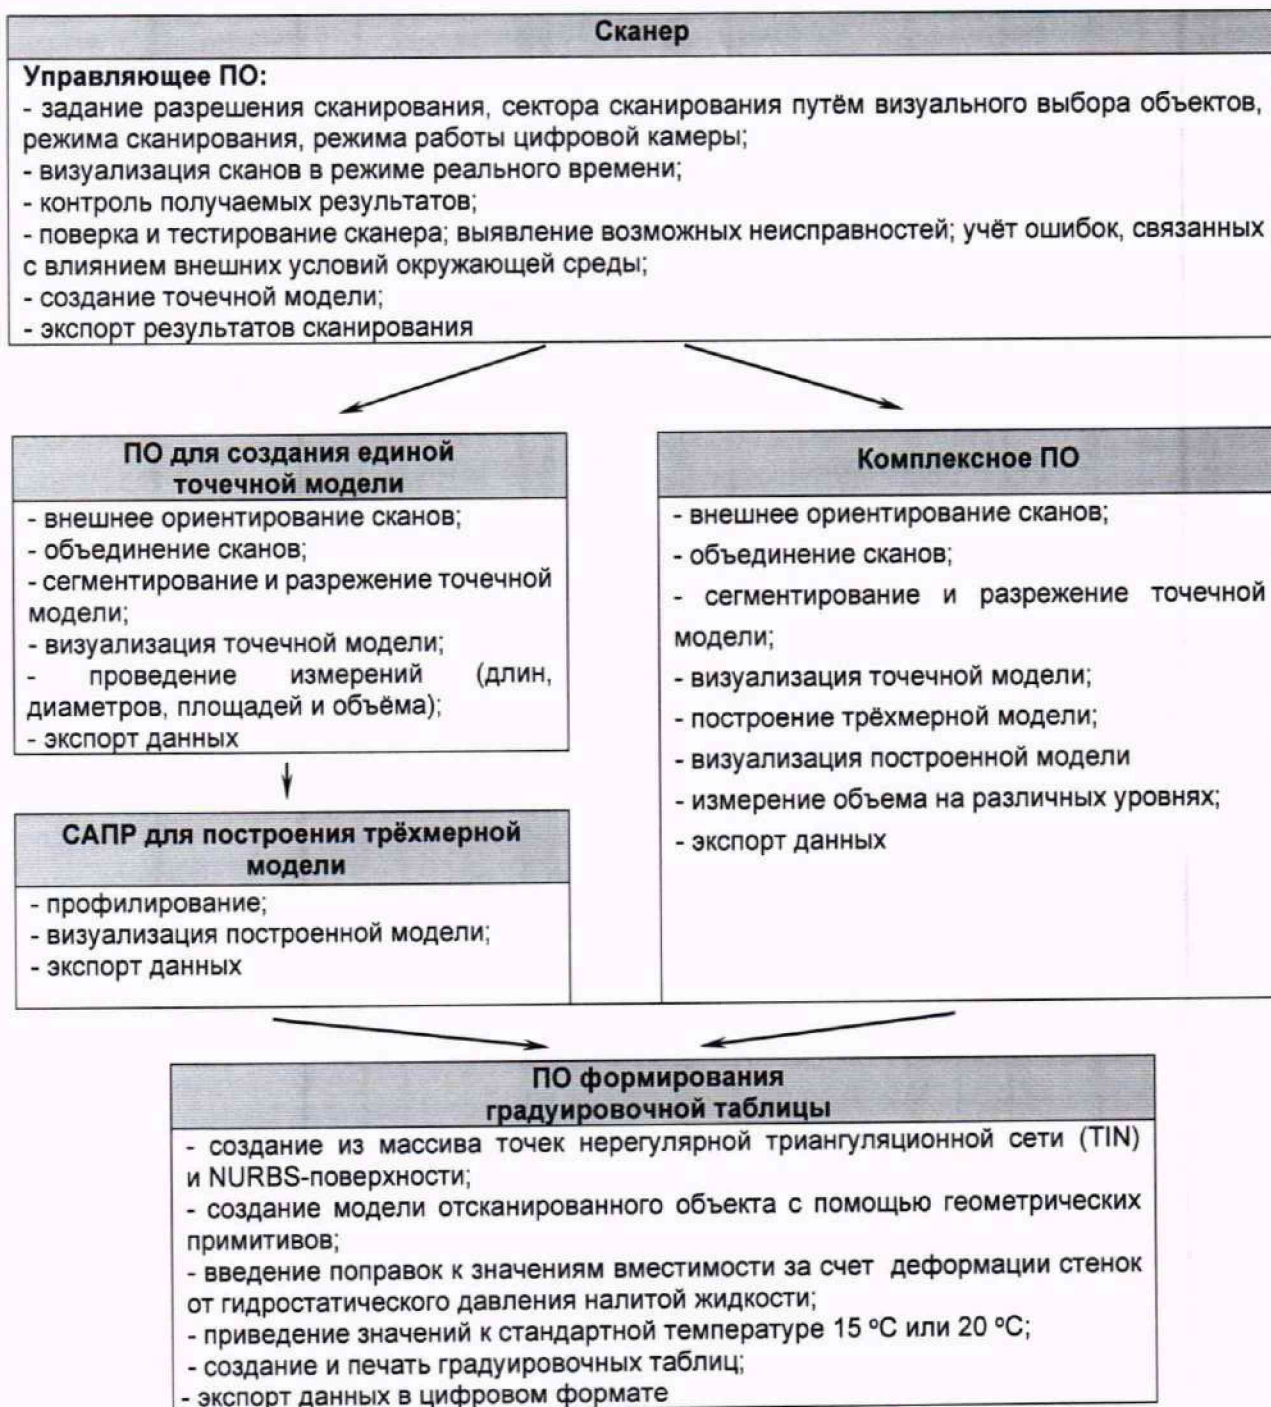 Сканер
Управляющее ПО:
- задание разрешения сканирования, сектора сканирования путём визуального выбора объектов,
режима сканирования, режима работы цифровой камеры;
- визуализация сканов в режиме реального времени;
- контроль получаемых результатов;
- поверка и тестирование сканера; выявление возможных неисправностей; учёт ошибок, связанных
с влиянием внешних условий окружающей среды;
- создание точечной модели;
- экспорт результатов сканирования
ПО для создания единой
точечной модели
- внешнее ориентирование сканов;
- объединение сканов;
- сегментирование и разрежение точечной
модели;
- визуализация точечной модели;
- проведение измерений (длин,
диаметров, площадей и объёма);
- экспорт данных
САПР для построения трёхмерной
модели
- профилирование;
- визуализация построенной модели;
- экспорт данных
Комплексное ПО
- внешнее ориентирование сканов;
- объединение сканов;
- сегментирование и разрежение точечной
модели;
- визуализация точечной модели;
- построение трёхмерной модели;
- визуализация построенной модели
- измерение объема на различных уровнях;
- экспорт данных
ПО формирования
градуировочной таблицы
- создание из массива точек нерегулярной триангуляционной сети (TIN)
и NURBS-поверхности;
- создание модели отсканированного объекта с помощью геометрических
примитивов;
- введение поправок к значениям вместимости за счет деформации стенок
от гидростатического давления налитой жидкости;
- приведение значений к стандартной температуре 15 ºС или 20 ºС;
- создание и печать градуировочных таблиц;
- экспорт данных в цифровом формате